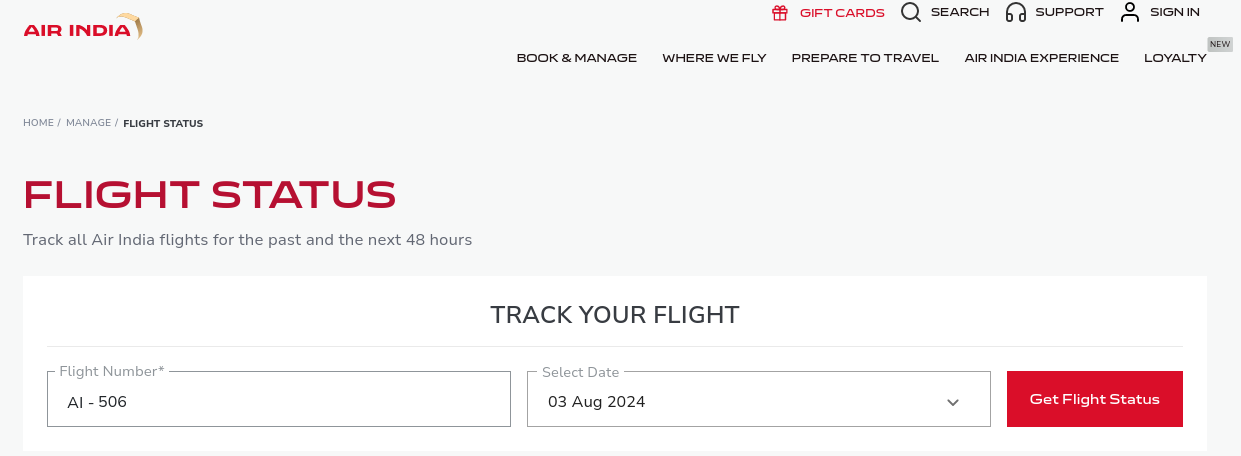 AIR INDIA
GIFT CARDS SEARCH SUPPORT SIGN IN
NEW
BOOK & MANAGE WHERE WE FLY PREPARE TO TRAVEL AIR INDIA EXPERIENCE LOYALTY
HOME / MANAGE / FLIGHT STATUS
FLIGHT STATUS
Track all Air India flights for the past and the next 48 hours
TRACK YOUR FLIGHT
Flight Number* Select Date
AI - 506 03 Aug 2024 Get Flight Status